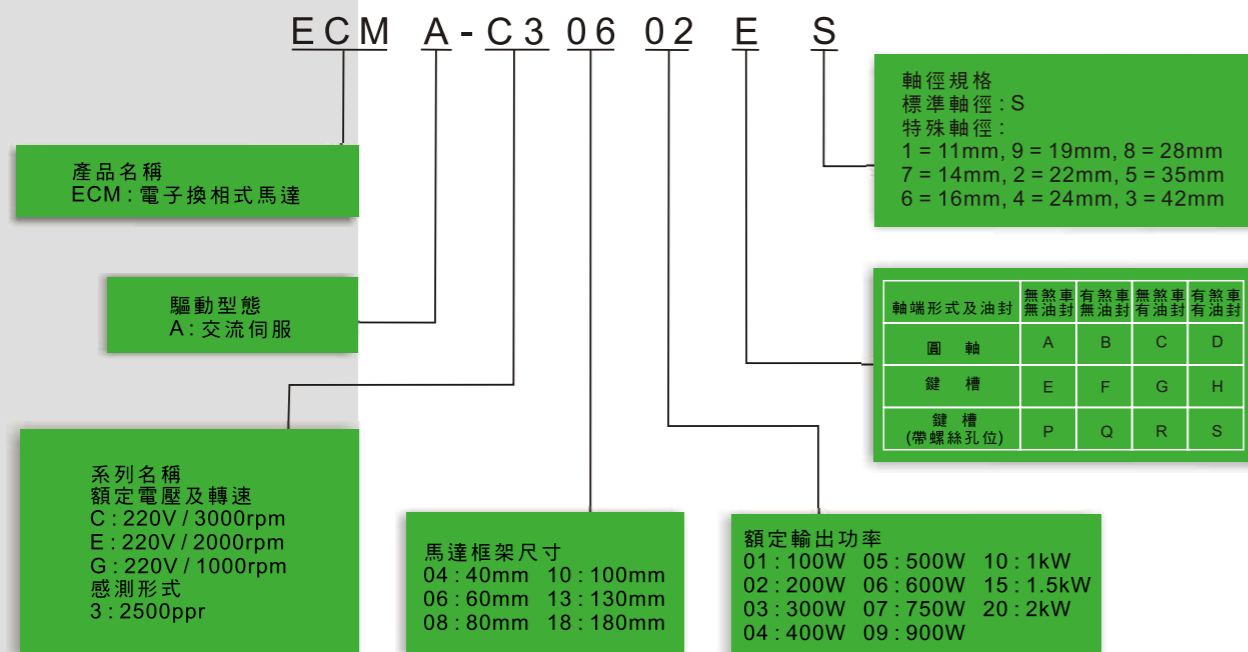 ECM A-C3 06 02 E S
產品名稱
ECM : 電子換相式馬達
驅動型態
A : 交流伺服
系列名稱
額定電壓及轉速
C : 220V / 3000rpm
E : 220V / 2000rpm
G : 220V / 1000rpm
感測形式
3 : 2500ppr
馬達框架尺寸
04 : 40mm 10 : 100mm
06 : 60mm 13 : 130mm
08 : 80mm 18 : 180mm
額定輸出功率
01 : 100W 05 : 500W 10 : 1kW
02 : 200W 06 : 600W 15 : 1.5kW
03 : 300W 07 : 750W 20 : 2kW
04 : 400W 09 : 900W
軸端形式及油封 無煞車 有煞車 無煞車 有煞車
無油封 無油封 有油封 有油封
圓 軸 A B C D
鍵 槽 E F G H
鍵 槽
(帶螺絲孔位) P Q R S
軸徑規格
標準軸徑 : S
特殊軸徑 :
1 = 11mm, 9 = 19mm, 8 = 28mm
7 = 14mm, 2 = 22mm, 5 = 35mm
6 = 16mm, 4 = 24mm, 3 = 42mm